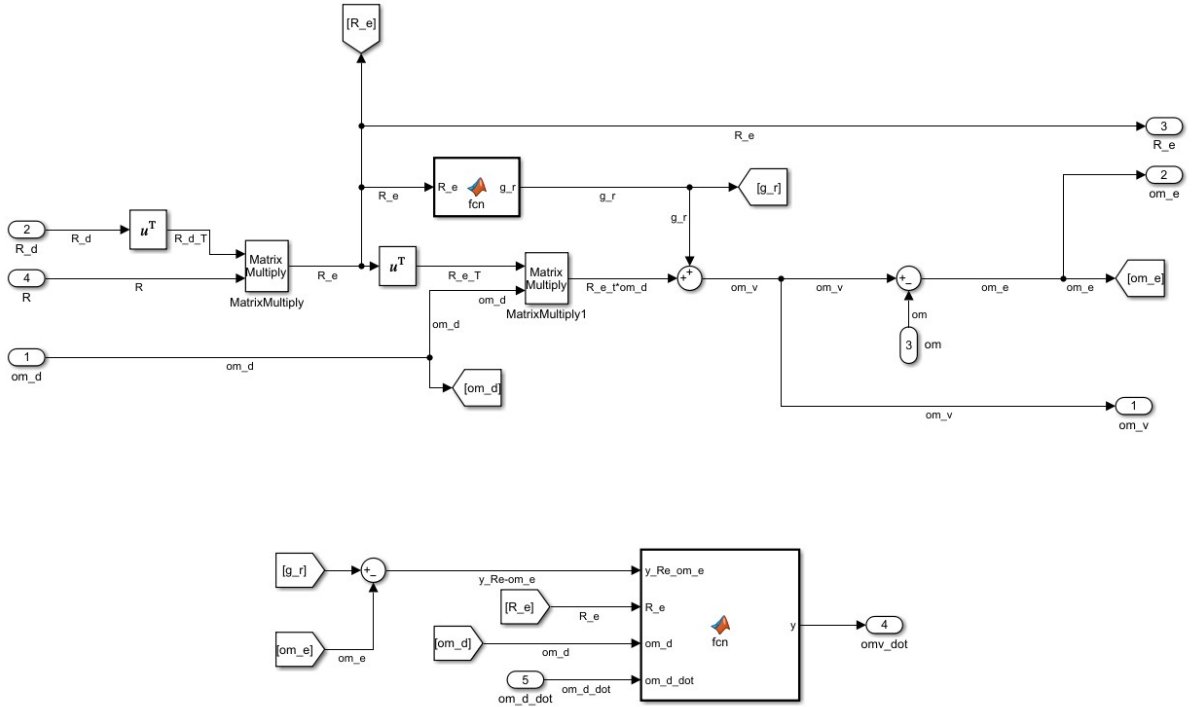 [R_e]
R_e
3
R_e
R_e
R_e
g_r
fcn
g_r
[g_r]
2
om_e
g_r
2
R_d
R_d
u^T
R_d_T
4
R
R
Matrix
Multiply
MatrixMultiply
R_e
u^T
R_e_T
om_d
Matrix
Multiply
MatrixMultiply1
R_e_t*om_d
+
+
om_v
om_v
+
-
om_e
om_e
[om_e]
om
3
om
om_d
1
om_d
om_d
[om_d]
om_v
1
om_v
[g_r]
+
-
y_Re-om_e
[om_e]
om_e
[R_e]
R_e
[om_d]
om_d
5
om_d_dot
om_d_dot
y_Re_om_e
R_e
om_d
om_d_dot
fcn
y
4
omv_dot